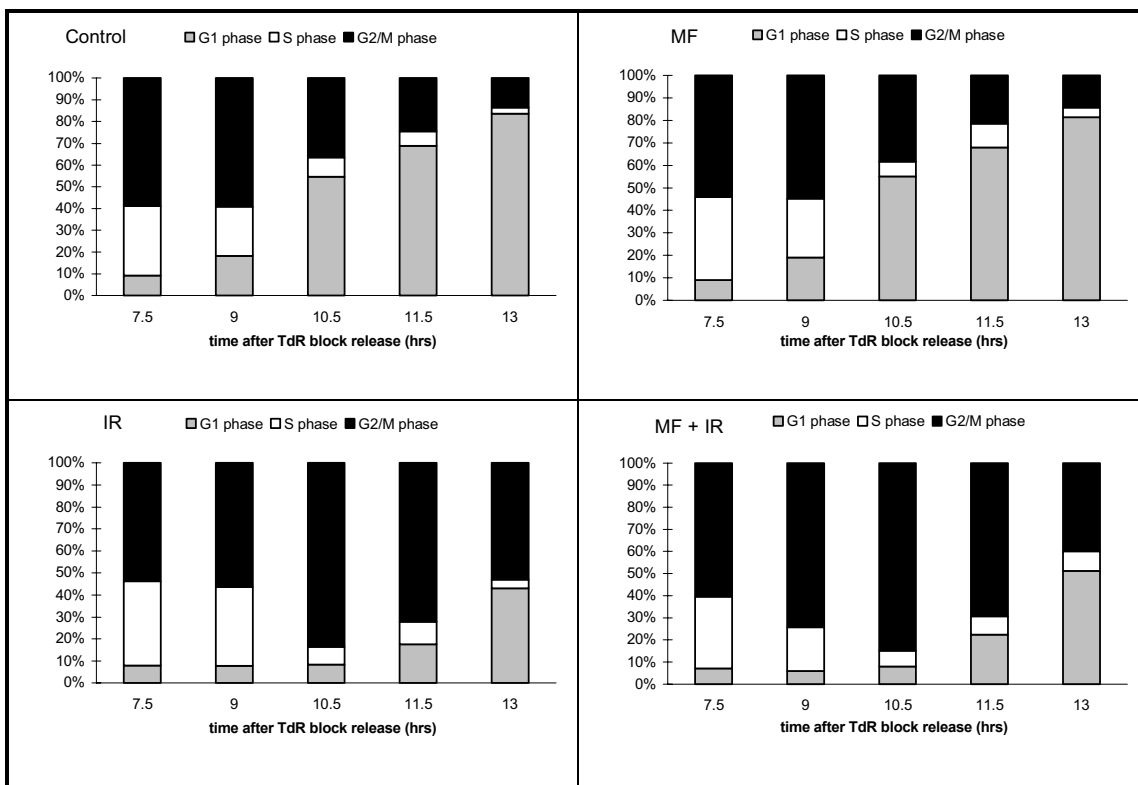 Control
G1 phase S phase G2/M phase
100%
90%
80%
70%
60%
50%
40%
30%
20%
10%
0%
7.5 9 10.5 11.5 13
time after TdR block release (hrs)
MF
G1 phase S phase G2/M phase
100%
90%
80%
70%
60%
50%
40%
30%
20%
10%
0%
7.5 9 10.5 11.5 13
time after TdR block release (hrs)
IR
G1 phase S phase G2/M phase
100%
90%
80%
70%
60%
50%
40%
30%
20%
10%
0%
7.5 9 10.5 11.5 13
time after TdR block release (hrs)
MF + IR
G1 phase S phase G2/M phase
100%
90%
80%
70%
60%
50%
40%
30%
20%
10%
0%
7.5 9 10.5 11.5 13
time after TdR block release (hrs)